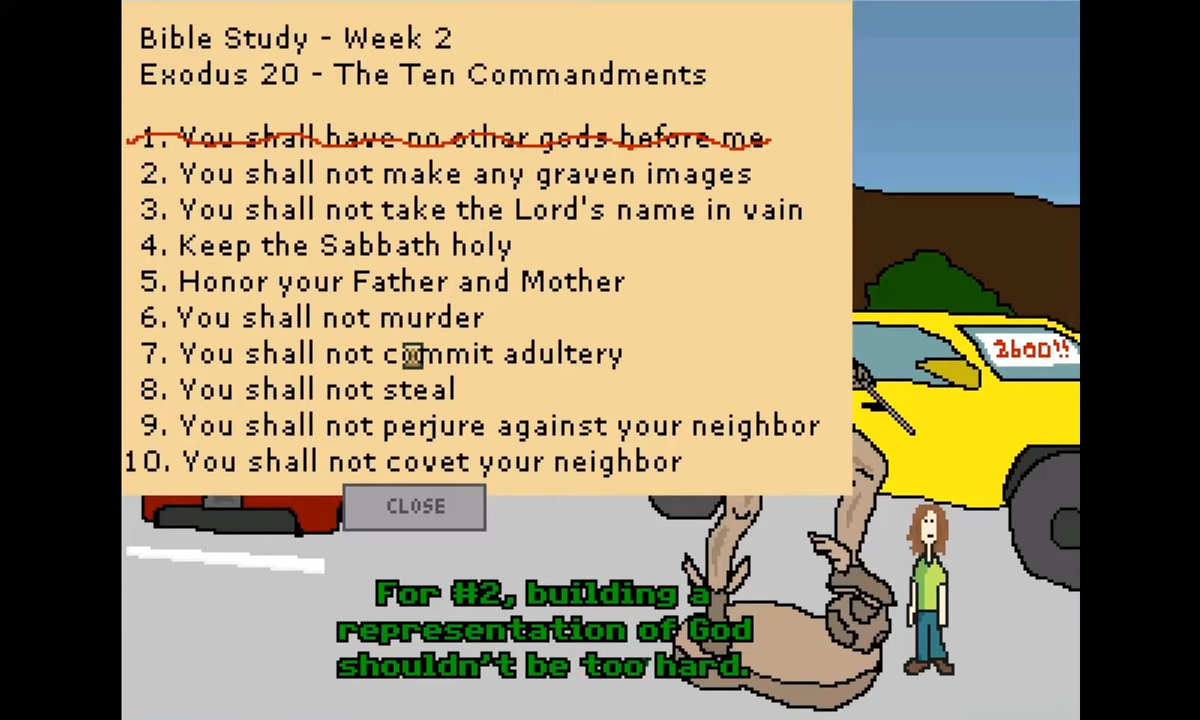 Bible Study - Week 2
Exodus 20 - The Ten Commandments
1. You shall have no other gods before me
2. You shall not make any graven images
3. You shall not take the Lord's name in vain
4. Keep the Sabbath holy
5. Honor your Father and Mother
6. You shall not murder
7. You shall not commit adultery
8. You shall not steal
9. You shall not perjure against your neighbor
10. You shall not covet your neighbor
2600!!
CLOSE
For #2, building a
representation of God
shouldn't be too hard.